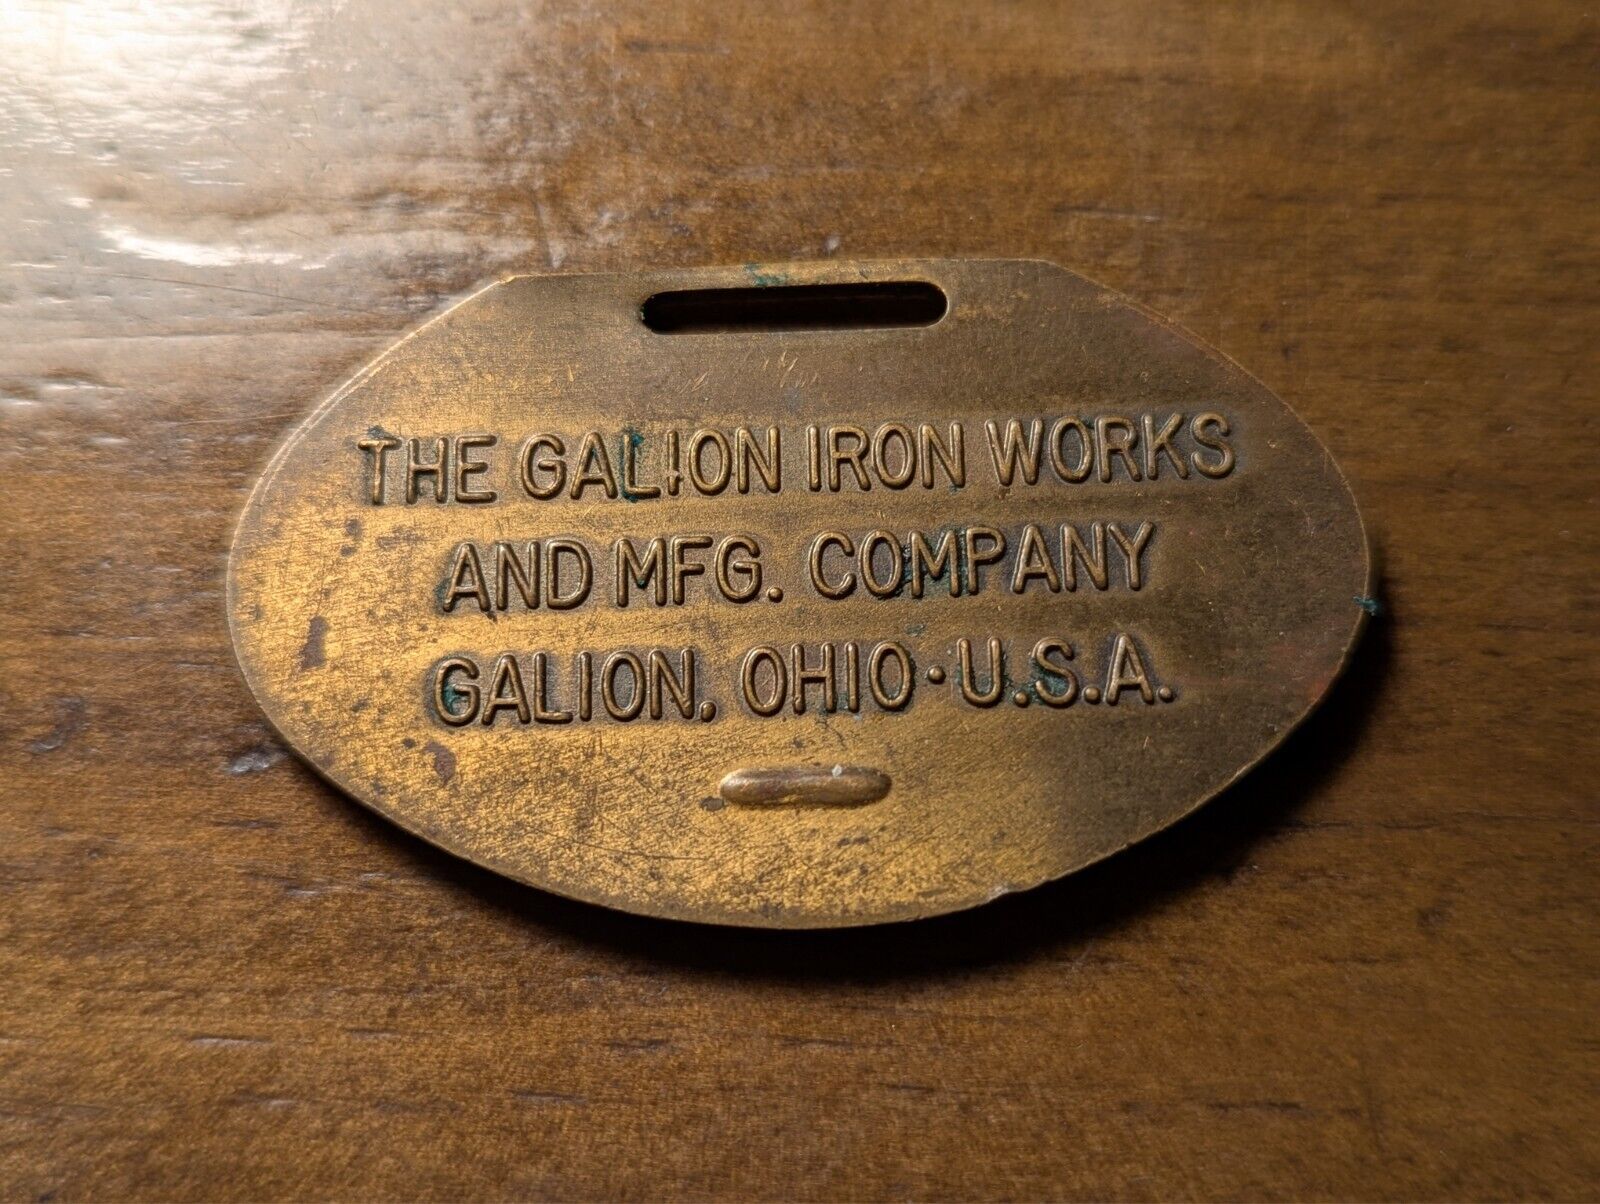 THE GALION IRON WORKS
AND MFG. COMPANY
GALION, OHIO · U.S.A.